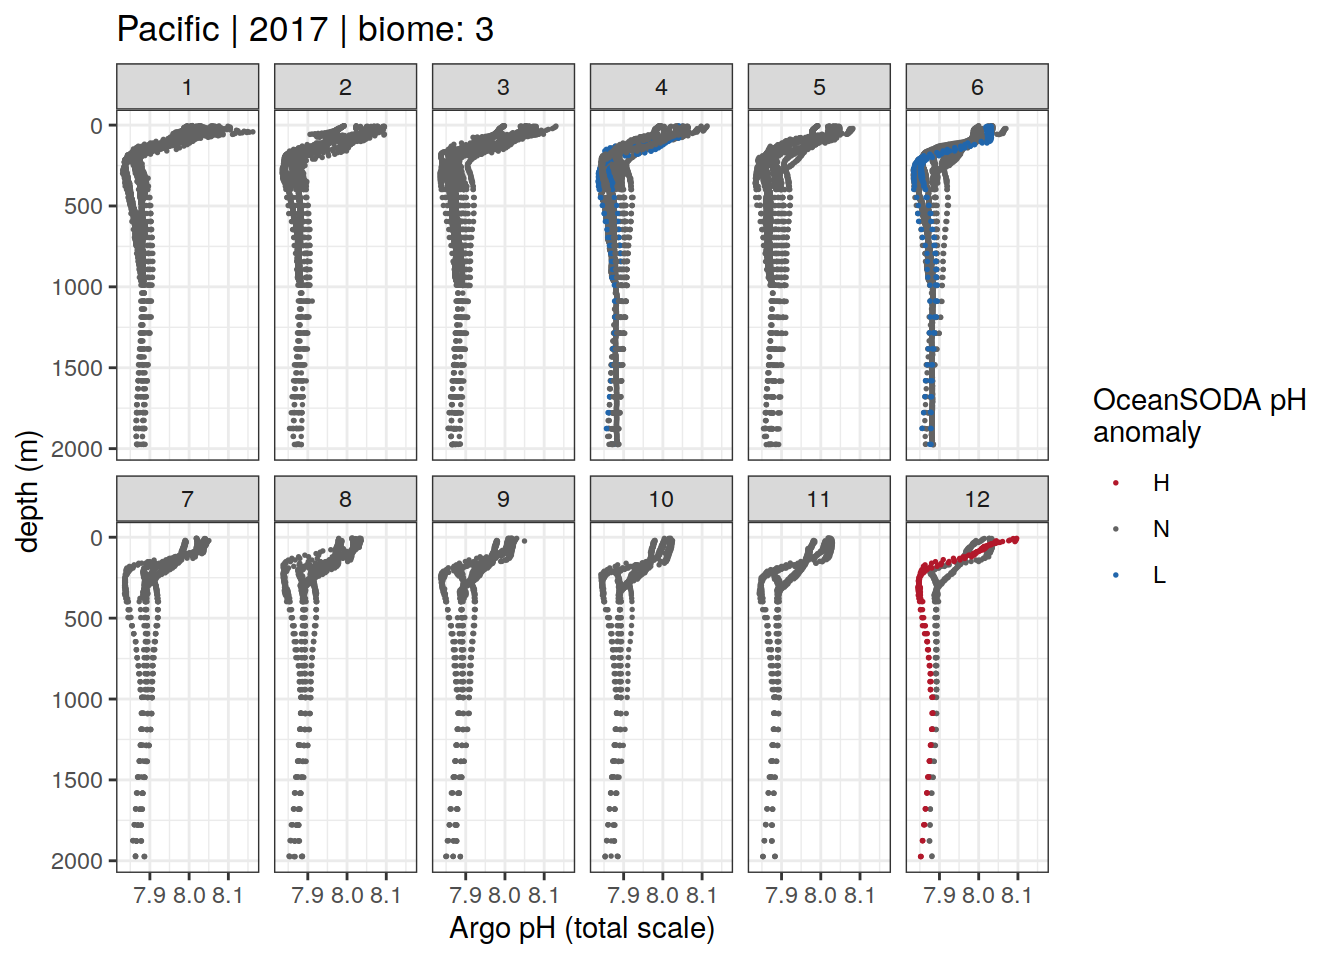 Pacific | 2017 | biome: 3
1 2 3 4 5 6
0
500
1000
1500
2000
7 8 9 10 11 12
0
500
1000
1500
2000
7.9 8.0 8.1 7.9 8.0 8.1 7.9 8.0 8.1 7.9 8.0 8.1 7.9 8.0 8.1 7.9 8.0 8.1
Argo pH (total scale)
depth (m)
OceanSODA pH
anomaly
H
N
L